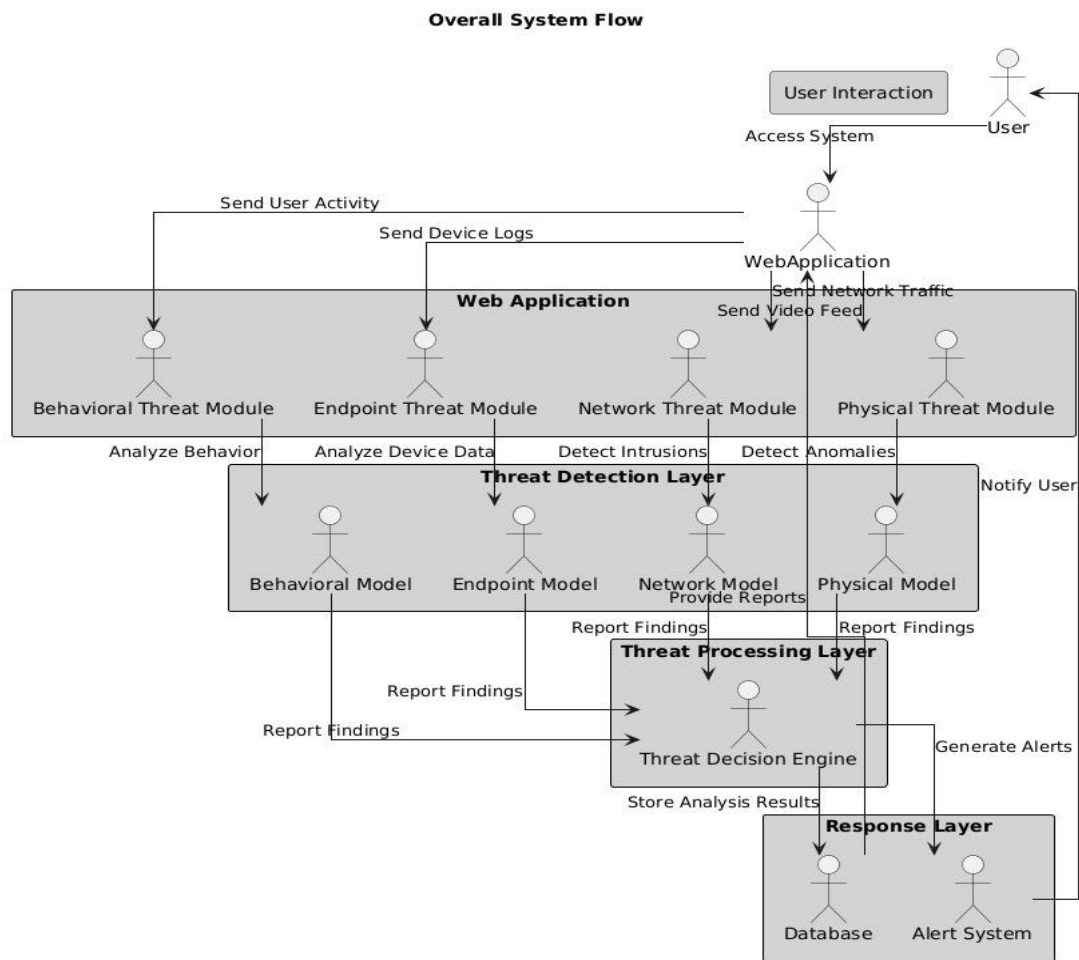 Overall System Flow
User Interaction
User
Access System
Send User Activity
Send Device Logs
WebApplication
Send Network Traffic
Send Video Feed
Web Application
Behavioral Threat Module
Endpoint Threat Module
Network Threat Module
Physical Threat Module
Analyze Behavior
Analyze Device Data
Detect Intrusions
Detect Anomalies
Notify User
Threat Detection Layer
Behavioral Model
Endpoint Model
Network Model
Physical Model
Provide Reports
Report Findings
Report Findings
Threat Processing Layer
Report Findings
Report Findings
Threat Decision Engine
Generate Alerts
Store Analysis Results
Response Layer
Database
Alert System